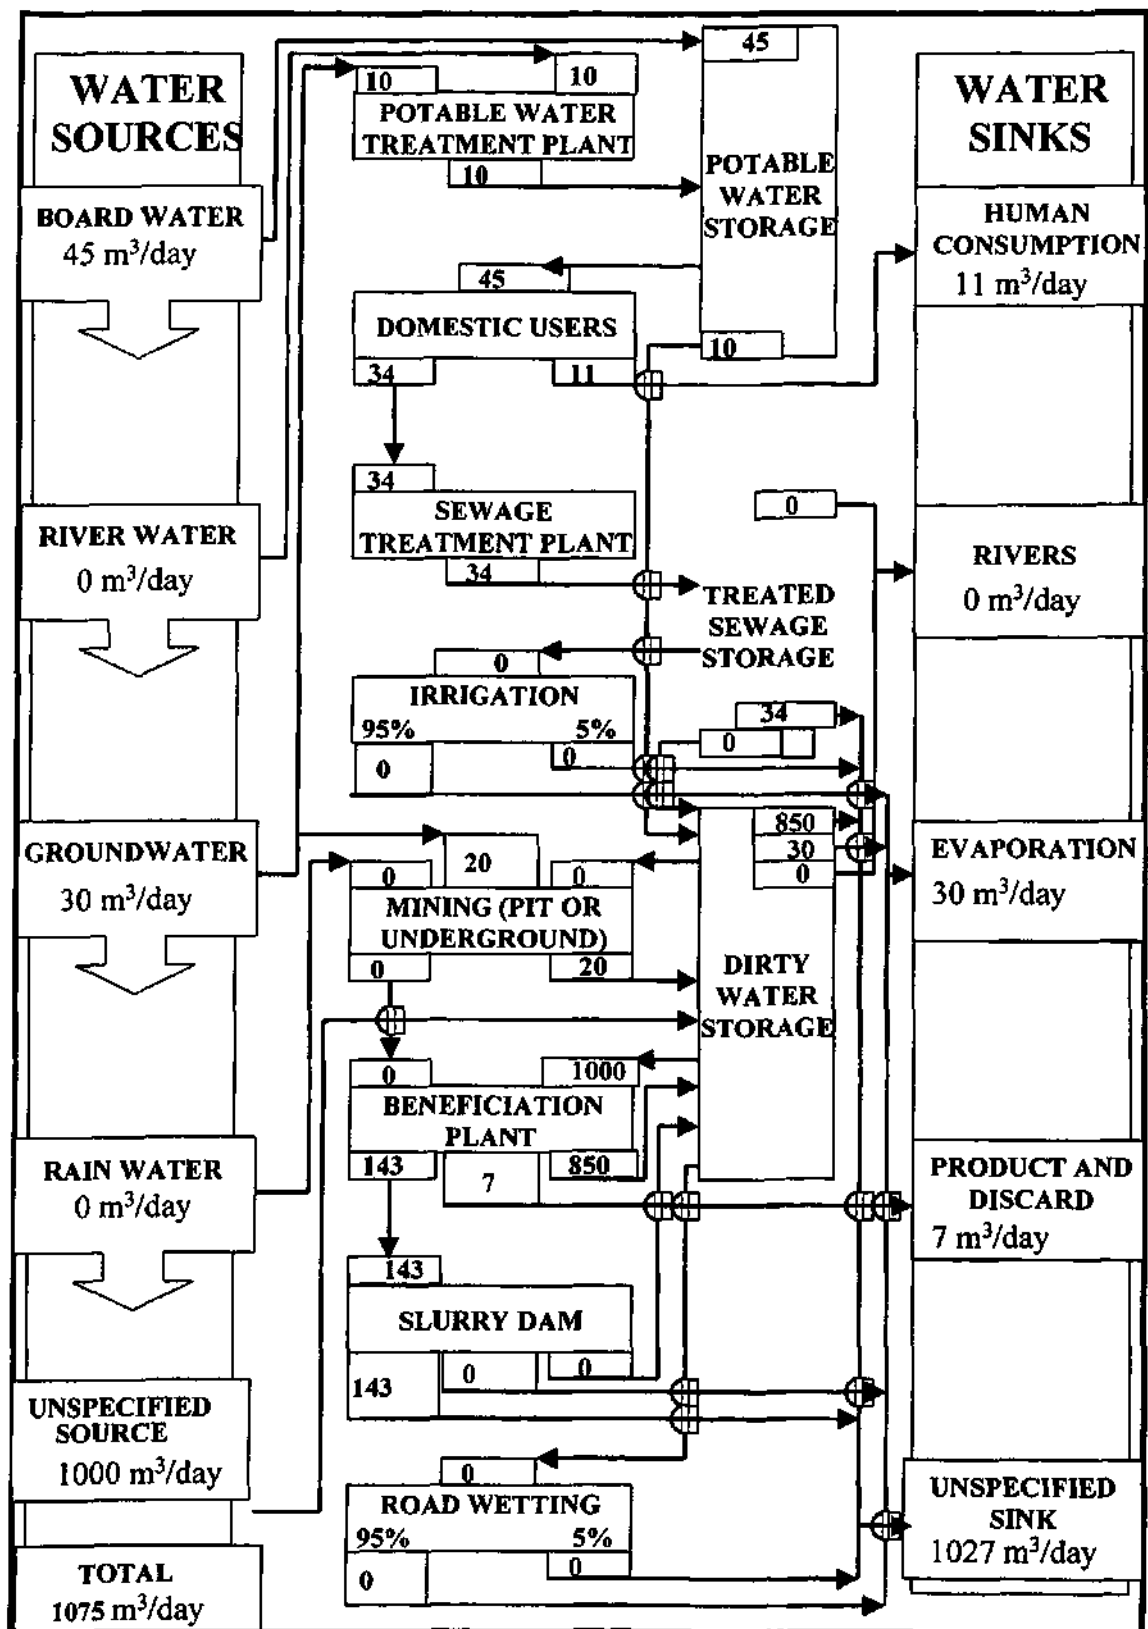 WATER
SOURCES
BOARD WATER
45 m³/day
RIVER WATER
0 m³/day
GROUNDWATER
30 m³/day
RAIN WATER
0 m³/day
UNSPECIFIED
SOURCE
1000 m³/day
TOTAL
1075 m³/day
10
10
POTABLE WATER
TREATMENT PLANT
10
45
DOMESTIC USERS
34
11
34
SEWAGE
TREATMENT PLANT
34
0
IRRIGATION
95% 5%
0
0
0
20
0
MINING (PIT OR
UNDERGROUND)
0
20
0
1000
BENEFICIATION
PLANT
143
7
850
143
SLURRY DAM
143
0
0
0
ROAD WETTING
95% 5%
0
0
45
POTABLE
WATER
STORAGE
10
0
TREATED
SEWAGE
STORAGE
34
0
850
30
0
DIRTY
WATER
STORAGE
WATER
SINKS
HUMAN
CONSUMPTION
11 m³/day
RIVERS
0 m³/day
EVAPORATION
30 m³/day
PRODUCT AND
DISCARD
7 m³/day
UNSPECIFIED
SINK
1027 m³/day